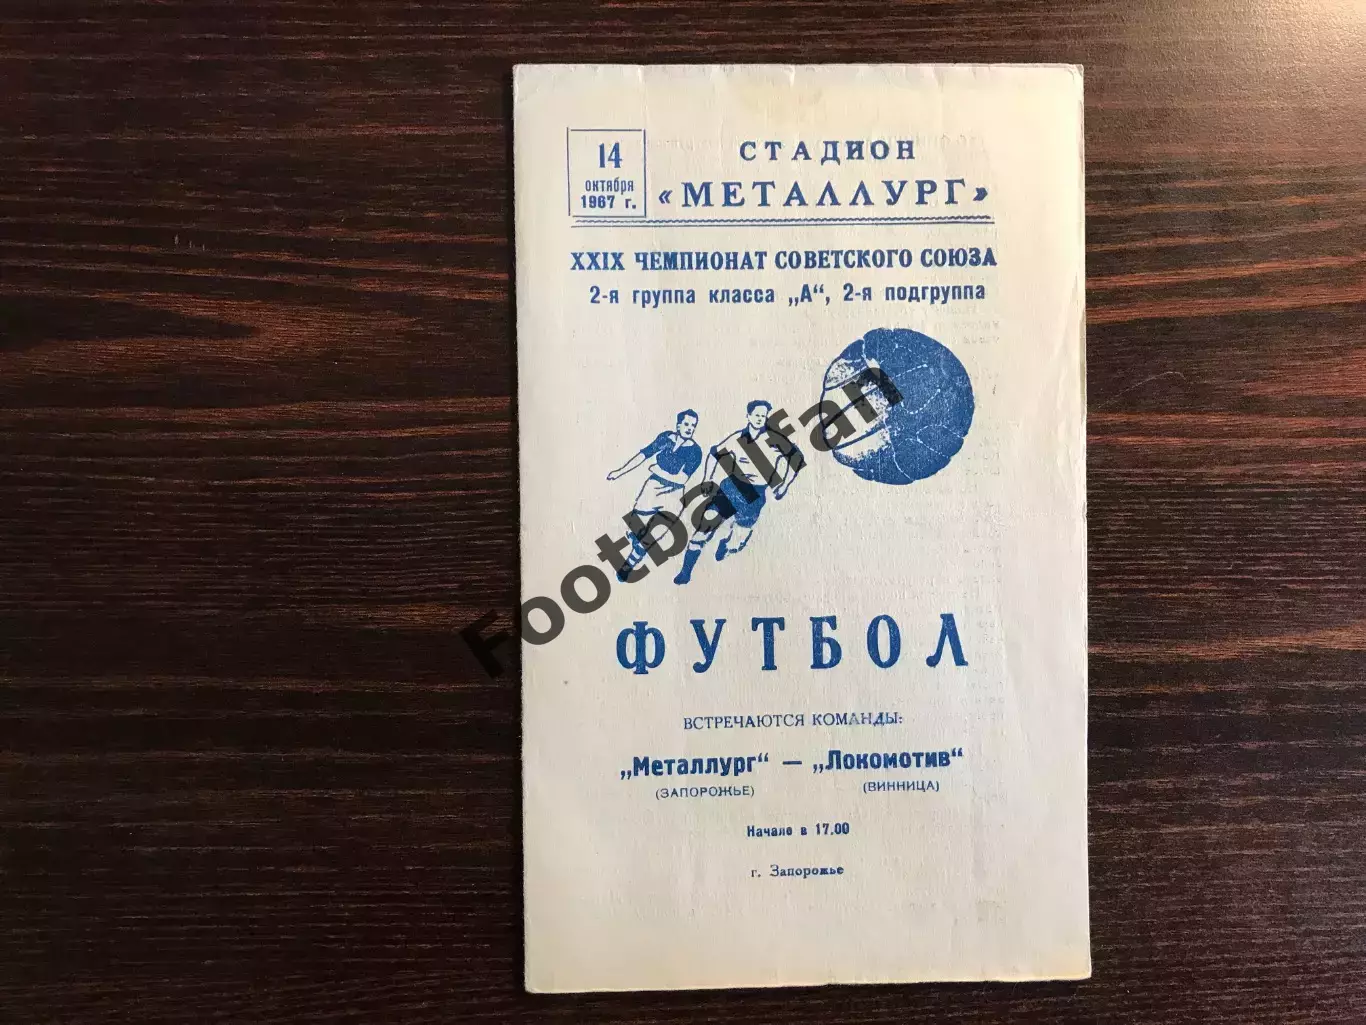 14
октября
1967 г.
СТАДИОН
«МЕТАЛЛУРГ»
XXIX ЧЕМПИОНАТ СОВЕТСКОГО СОЮЗА
2-я группа класса „А“, 2-я подгруппа
Footballfan
ФУТБОЛ
ВСТРЕЧАЮТСЯ КОМАНДЫ:
„Металлург“ — „Локомотив“
(ЗАПОРОЖЬЕ) (ВИННИЦА)
Начало в 17.00
г. Запорожье